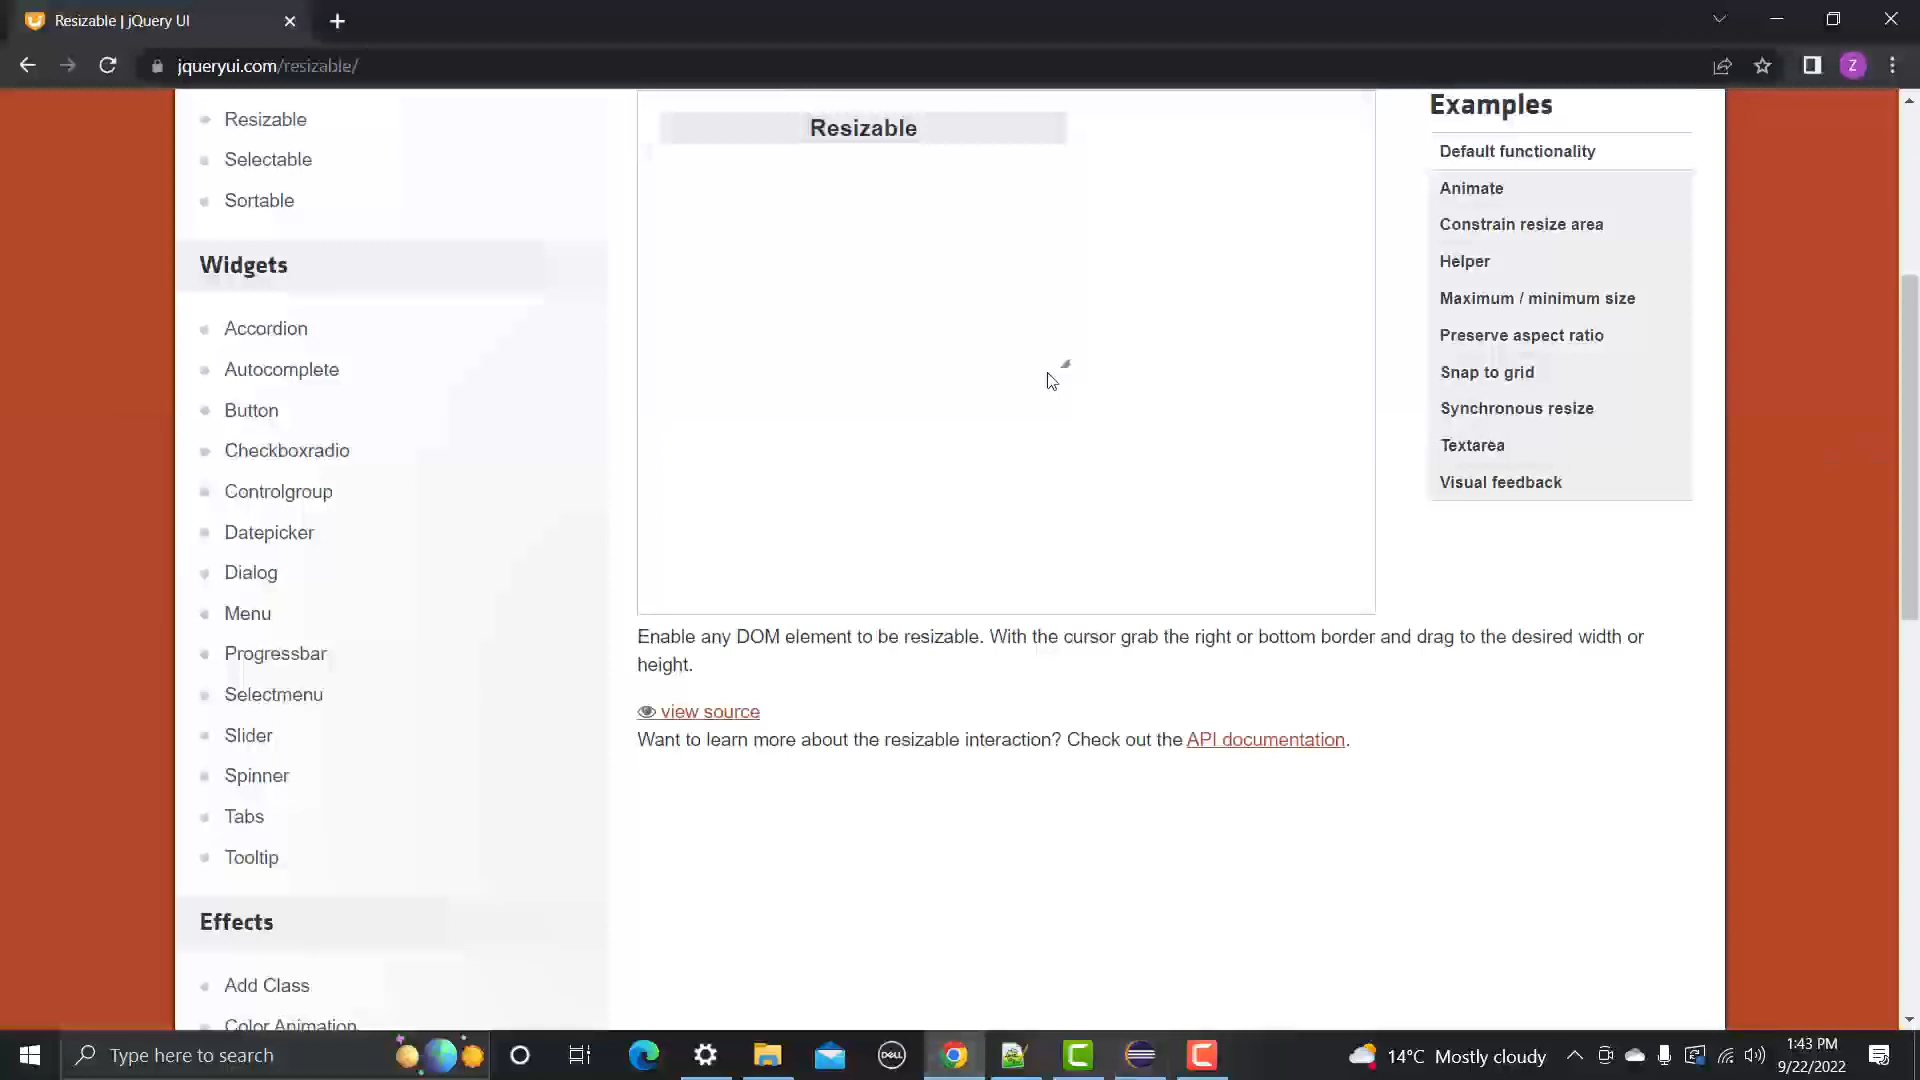 Resizable | jQuery UI
jqueryui.com/resizable/
Z
Resizable
Selectable
Sortable
Widgets
Accordion
Autocomplete
Button
Checkboxradio
Controlgroup
Datepicker
Dialog
Menu
Progressbar
Selectmenu
Slider
Spinner
Tabs
Tooltip
Effects
Add Class
Color Animation
Resizable
Enable any DOM element to be resizable. With the cursor grab the right or bottom border and drag to the desired width or
height.
view source
Want to learn more about the resizable interaction? Check out the API documentation.
Examples
Default functionality
Animate
Constrain resize area
Helper
Maximum / minimum size
Preserve aspect ratio
Snap to grid
Synchronous resize
Textarea
Visual feedback
Type here to search
DELL
14°C Mostly cloudy
1:43 PM
9/22/2022